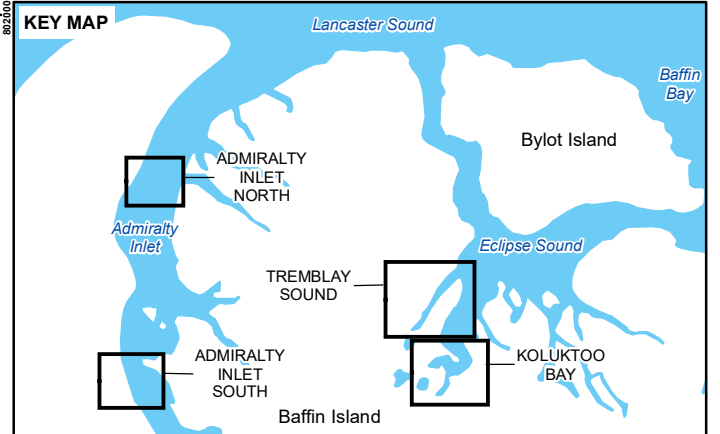 802000
KEY MAP
Lancaster Sound
Baffin
Bay
Bylot Island
ADMIRALTY
INLET
NORTH
Admiralty
Inlet
Eclipse Sound
TREMBLAY
SOUND
ADMIRALTY
INLET
SOUTH
KOLUKTOO
BAY
Baffin Island